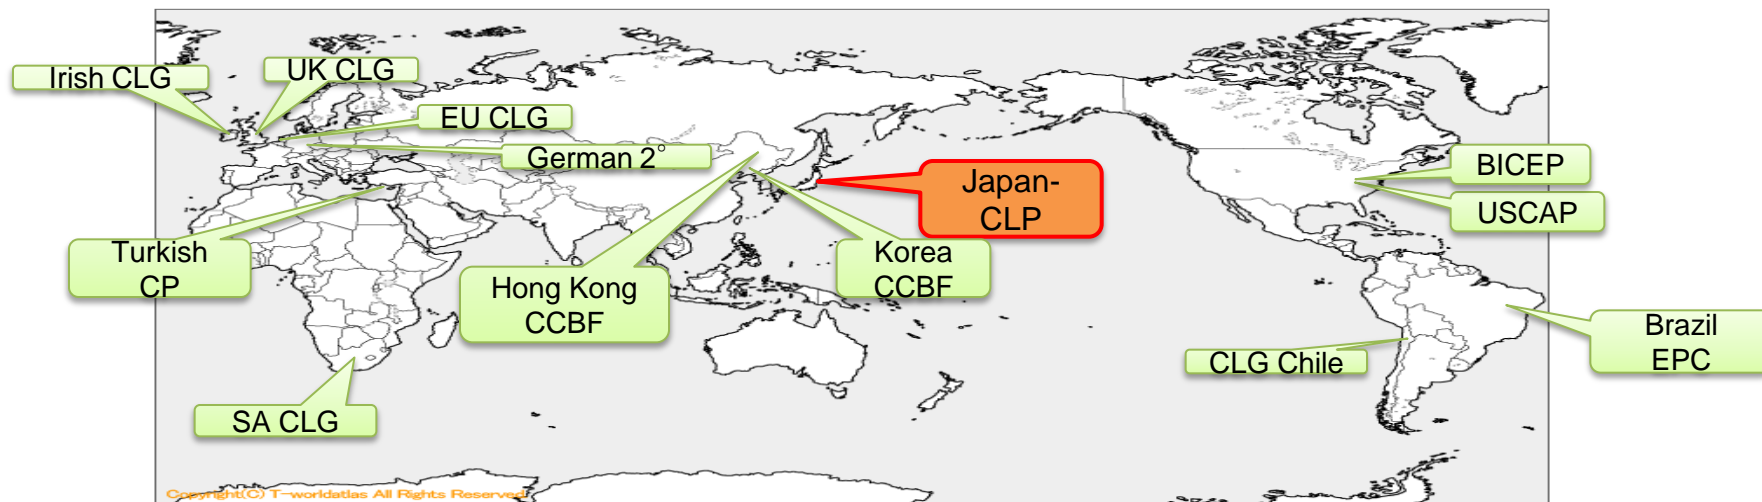 Irish CLG
UK CLG
EU CLG
German 2°
BICEP
USCAP
Japan-
CLP
Turkish
CP
Hong Kong
CCBF
Korea
CCBF
Brazil
EPC
CLG Chile
SA CLG
Copyright(C) T-worldatlas All Rights Reserved